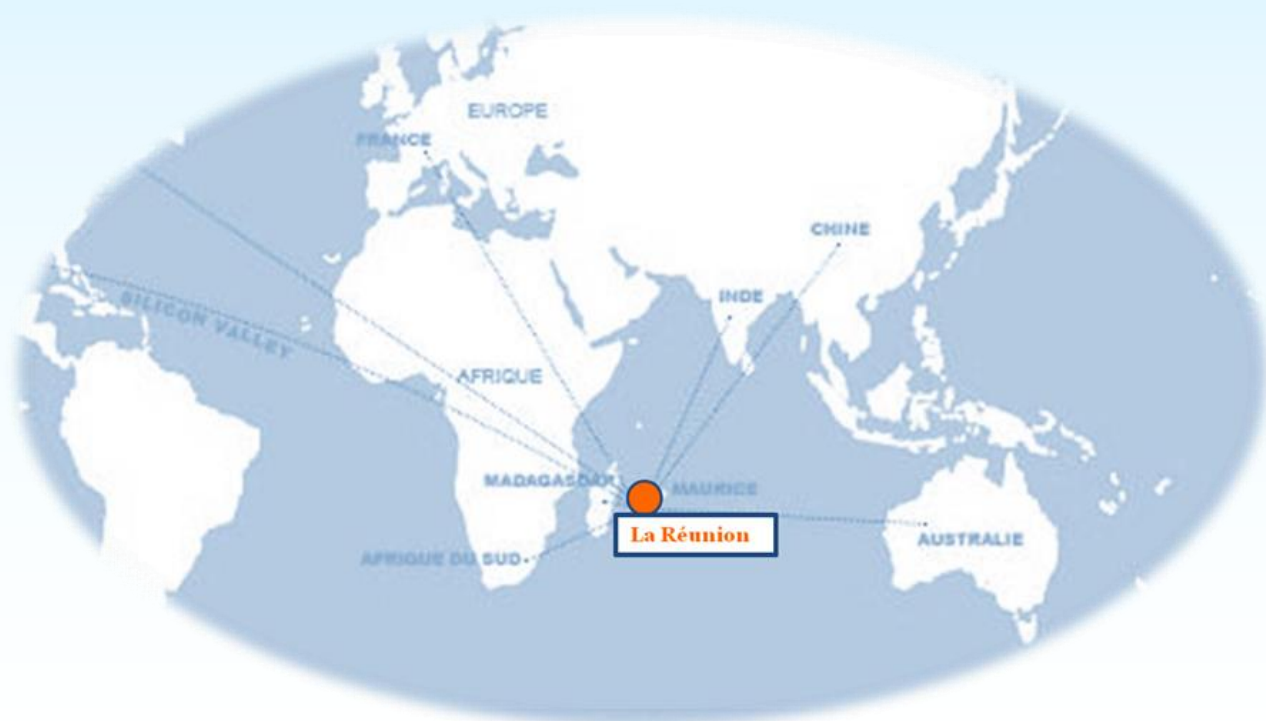 EUROPE
FRANCE
CHINE
INDE
SILICON VALLEY
AFRIQUE
MADAGASCAR
MAURICE
La Réunion
AUSTRALIE
AFRIQUE DU SUD